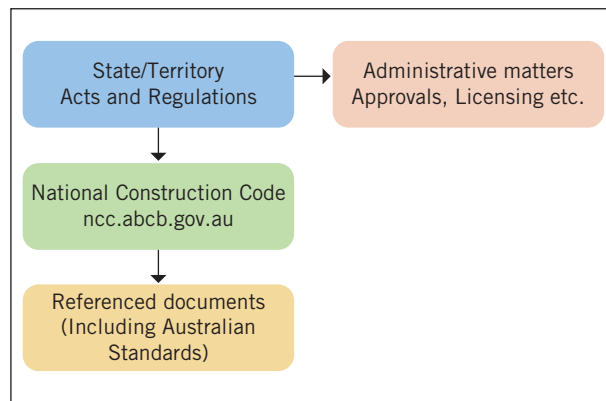 State/Territory
Acts and Regulations
Administrative matters
Approvals, Licensing etc.
National Construction Code
ncc.abcb.gov.au
Referenced documents
(Including Australian
Standards)